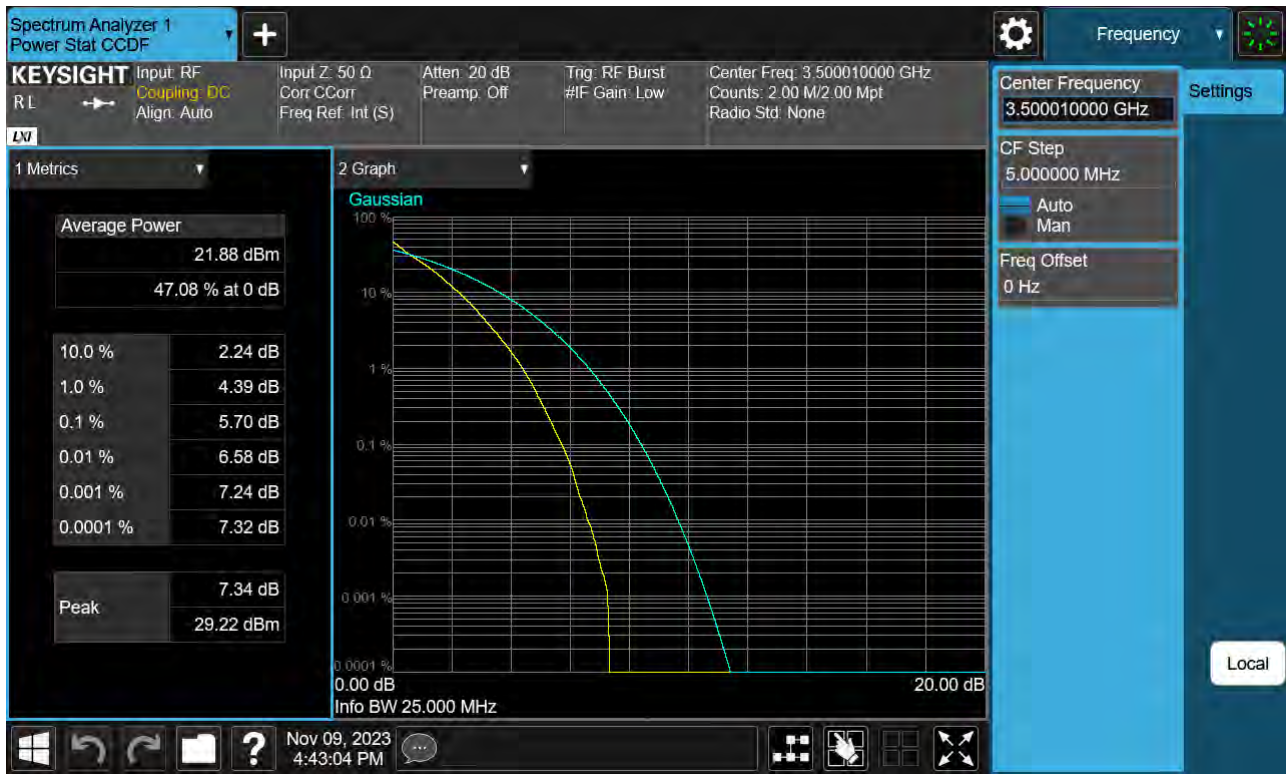 Spectrum Analyzer 1
Power Stat CCDF
Frequency
KEYSIGHT
RL
LXI
Input: RF
Coupling: DC
Align: Auto
Input Z: 50 Ω
Corr CCorr
Freq Ref: Int (S)
Atten: 20 dB
Preamp: Off
Trig: RF Burst
#IF Gain: Low
Center Freq: 3.500010000 GHz
Counts: 2.00 M/2.00 Mpt
Radio Std: None
Center Frequency
3.500010000 GHz
Settings
CF Step
5.000000 MHz
Auto
Man
Freq Offset
0 Hz
1 Metrics
Average Power
21.88 dBm
47.08 % at 0 dB
10.0 % 2.24 dB
1.0 % 4.39 dB
0.1 % 5.70 dB
0.01 % 6.58 dB
0.001 % 7.24 dB
0.0001 % 7.32 dB
Peak
7.34 dB
29.22 dBm
2 Graph
Gaussian
100 %
10 %
1 %
0.1 %
0.01 %
0.001 %
0.0001 %
0.00 dB 20.00 dB
Info BW 25.000 MHz
Local
?
Nov 09, 2023
4:43:04 PM